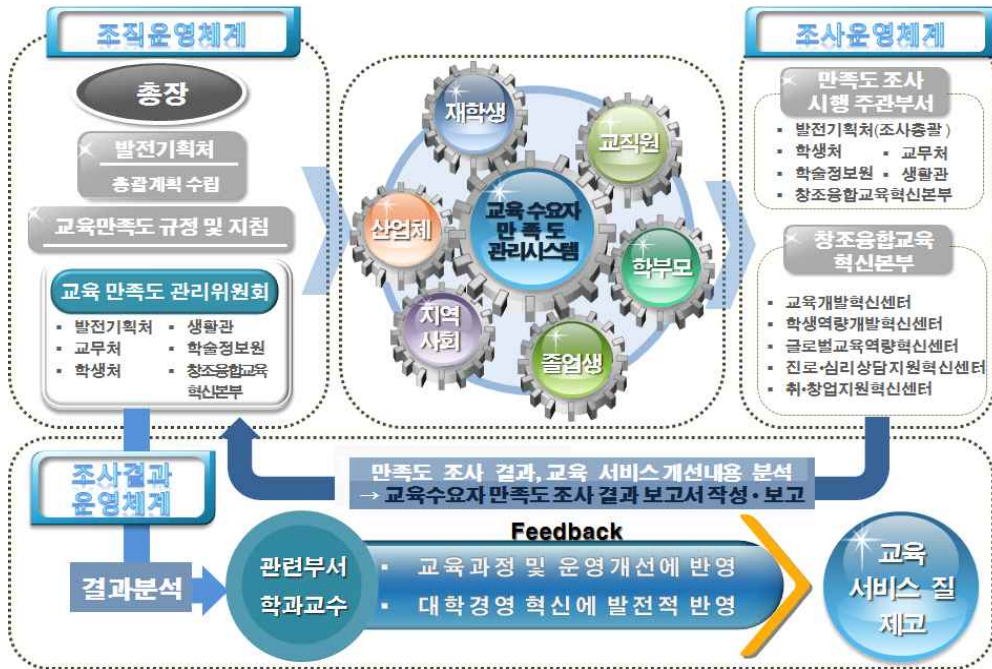 조직운영체계
총장
발전기획처
총괄계획 수립
교육만족도 규정 및 지침
교육 만족도 관리위원회
▪ 발전기획처
▪ 교무처
▪ 학생처
▪ 생활관
▪ 학술정보원
▪ 창조융합교육
혁신본부
재학생
교직원
산업체
교육 수요자
만 족 도
관리시스템
학부모
지역
사회
졸업생
조사운영체계
만족도 조사
시행 주관부서
▪ 발전기획처(조사총괄 )
▪ 학생처 ▪ 교무처
▪ 학술정보원 ▪ 생활관
▪ 창조융합교육혁신본부
창조융합교육
혁신본부
▪ 교육개발혁신센터
▪ 학생역량개발혁신센터
▪ 글로벌교육역량혁신센터
▪ 진로•심리상담지원혁신센터
▪ 취•창업지원혁신센터
조사결과
운영체계
만족도 조사 결과, 교육 서비스 개선내용 분석
→ 교육수요자 만족도 조사 결과 보고서 작성 • 보고
Feedback
결과분석
관련부서
학과교수
▪ 교육과정 및 운영개선에 반영
▪ 대학경영 혁신에 발전적 반영
교육
서비스 질
제고